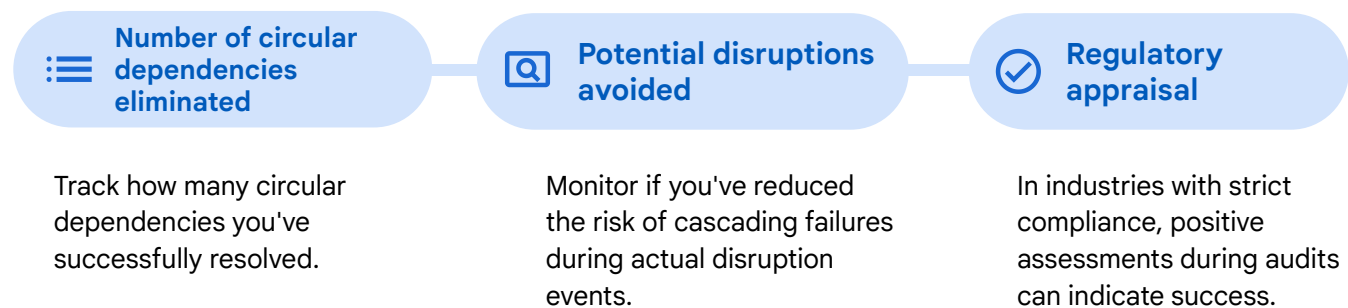 Number of circular
dependencies
eliminated
Track how many circular
dependencies you've
successfully resolved.
Potential disruptions
avoided
Monitor if you've reduced
the risk of cascading failures
during actual disruption
events.
Regulatory
appraisal
In industries with strict
compliance, positive
assessments during audits
can indicate success.